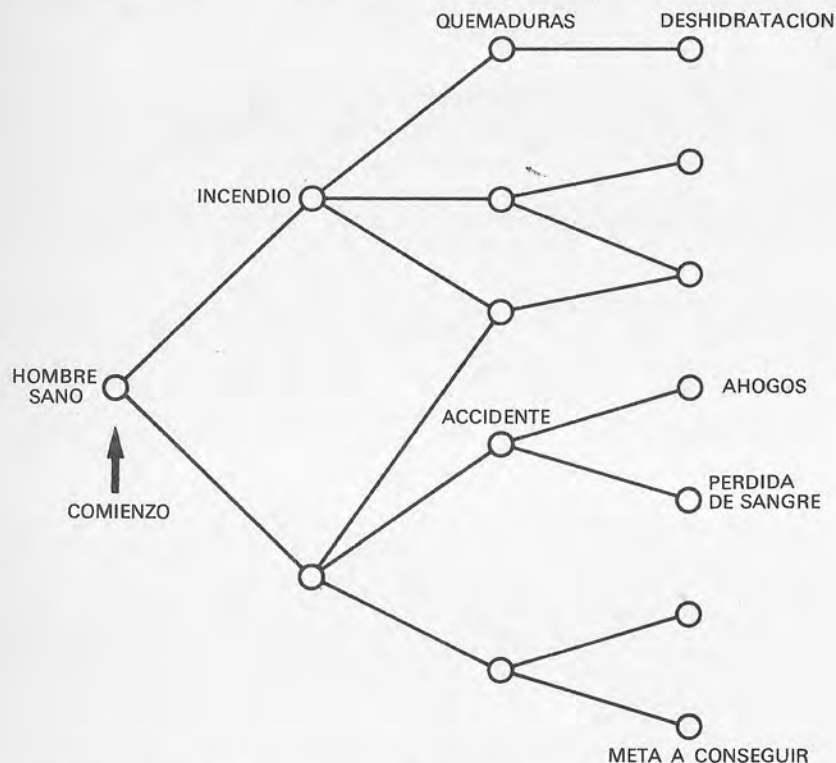 QUEMADURAS
DESHIDRATACION
INCENDIO
HOMBRE
SANO
COMIENZO
ACCIDENTE
AHOGOS
PERDIDA
DE SANGRE
META A CONSEGUIR